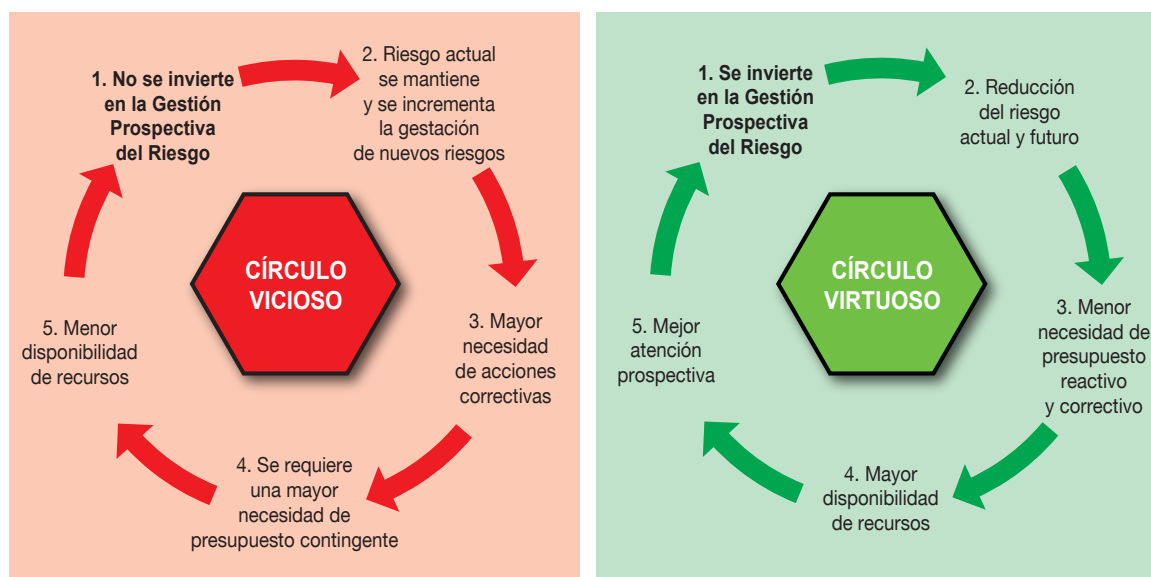 1. No se invierte
en la Gestión
Prospectiva
del Riesgo
2. Riesgo actual
se mantiene
y se incrementa
la gestación
de nuevos riesgos
CÍRCULO
VICIOSO
3. Mayor
necesidad
de acciones
correctivas
4. Se requiere
una mayor
necesidad de
presupuesto contingente
5. Menor
disponibilidad
de recursos
1. Se invierte
en la Gestión
Prospectiva
del Riesgo
2. Reducción
del riesgo
actual y futuro
CÍRCULO
VIRTUOSO
3. Menor
necesidad de
presupuesto
reactivo
y correctivo
4. Mayor
disponibilidad
de recursos
5. Mejor
atención
prospectiva